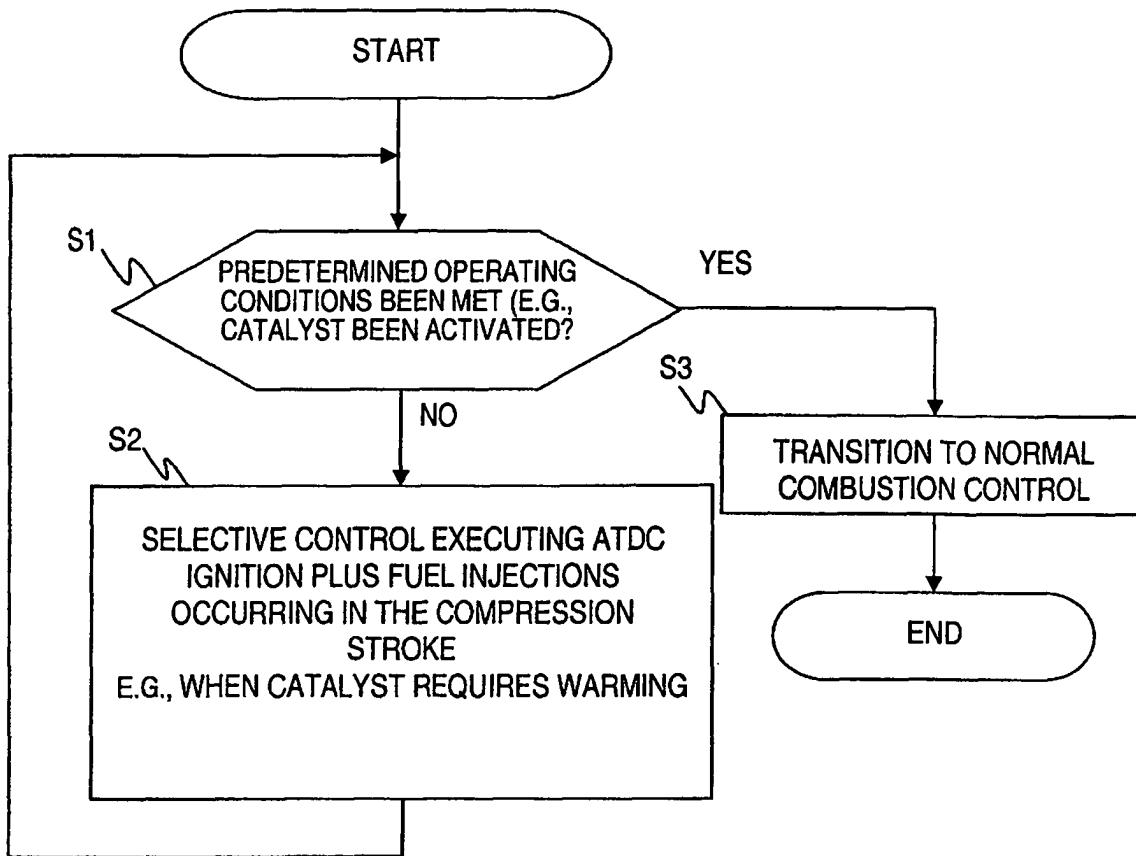 START
S1
PREDETERMINED OPERATING
CONDITIONS BEEN MET (E.G.,
CATALYST BEEN ACTIVATED?
YES
NO
S3
TRANSITION TO NORMAL
COMBUSTION CONTROL
S2
SELECTIVE CONTROL EXECUTING ATDC
IGNITION PLUS FUEL INJECTIONS
OCCURRING IN THE COMPRESSION
STROKE
E.G., WHEN CATALYST REQUIRES WARMING
END